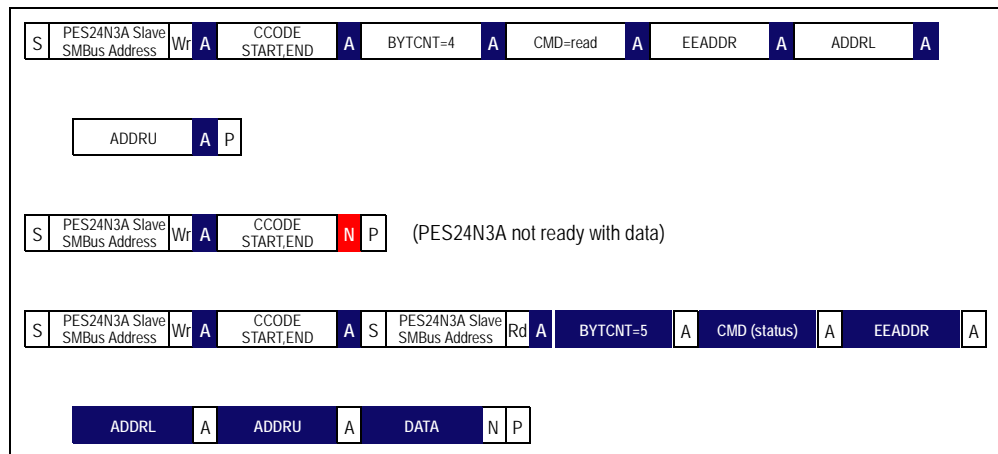 S PES24N3A Slave SMBus Address Wr A CCODE START,END A BYTCNT=4 A CMD=read A EEADDR A ADDRL A
ADDRU A P
S PES24N3A Slave SMBus Address Wr A CCODE START,END N P (PES24N3A not ready with data)
S PES24N3A Slave SMBus Address Wr A CCODE START,END A S PES24N3A Slave SMBus Address Rd A BYTCNT=5 A CMD (status) A EEADDR A
ADDRL A ADDRU A DATA N P